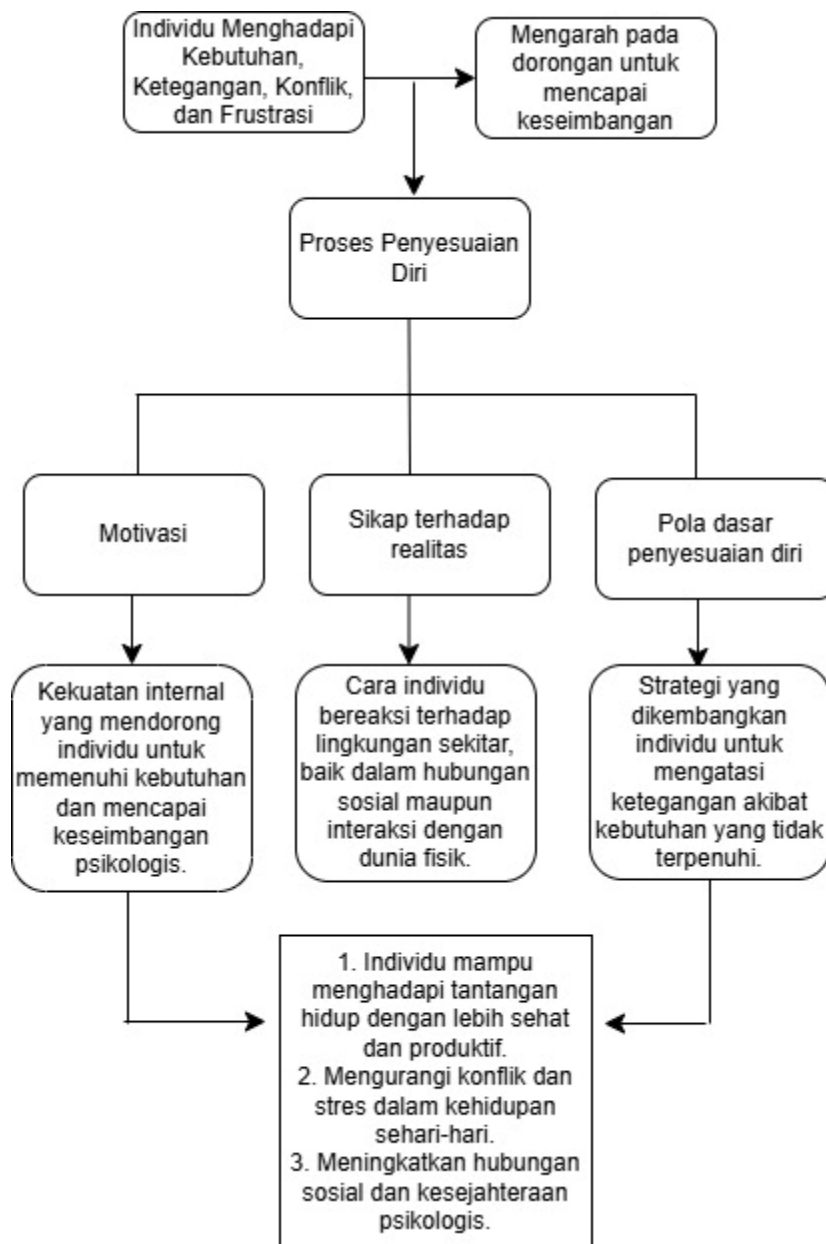 Individu Menghadapi
Kebutuhan,
Ketegangan, Konflik,
dan Frustrasi
Mengarah pada
dorongan untuk
mencapai
keseimbangan
Proses Penyesuaian
Diri
Motivasi
Sikap terhadap
realitas
Pola dasar
penyesuaian diri
Kekuatan internal
yang mendorong
individu untuk
memenuhi kebutuhan
dan mencapai
keseimbangan
psikologis.
Cara individu
bereaksi terhadap
lingkungan sekitar,
baik dalam hubungan
sosial maupun
interaksi dengan
dunia fisik.
Strategi yang
dikembangkan
individu untuk
mengatasi
ketegangan akibat
kebutuhan yang tidak
terpenuhi.
1. Individu mampu
menghadapi tantangan
hidup dengan lebih sehat
dan produktif.
2. Mengurangi konflik dan
stres dalam kehidupan
sehari-hari.
3. Meningkatkan hubungan
sosial dan kesejahteraan
psikologis.